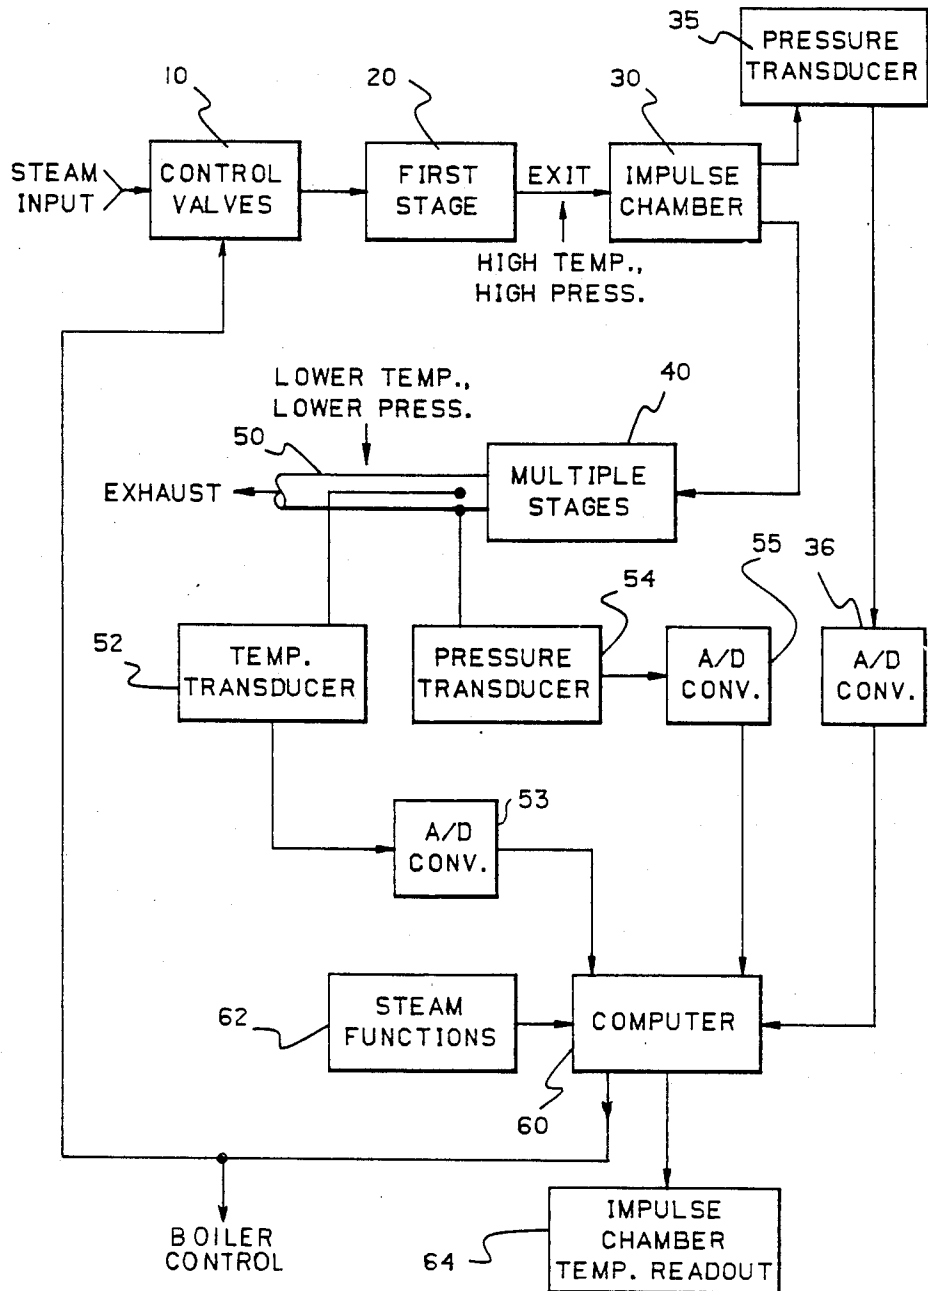 35
PRESSURE
TRANSDUCER
10
20
30
STEAM
INPUT
CONTROL
VALVES
FIRST
STAGE
EXIT
IMPULSE
CHAMBER
HIGH TEMP.,
HIGH PRESS.
LOWER TEMP.,
LOWER PRESS.
40
50
EXHAUST
MULTIPLE
STAGES
55
36
54
52
TEMP.
TRANSDUCER
PRESSURE
TRANSDUCER
A/D
CONV.
A/D
CONV.
53
A/D
CONV.
62
STEAM
FUNCTIONS
COMPUTER
60
BOILER
CONTROL
64
IMPULSE
CHAMBER
TEMP. READOUT